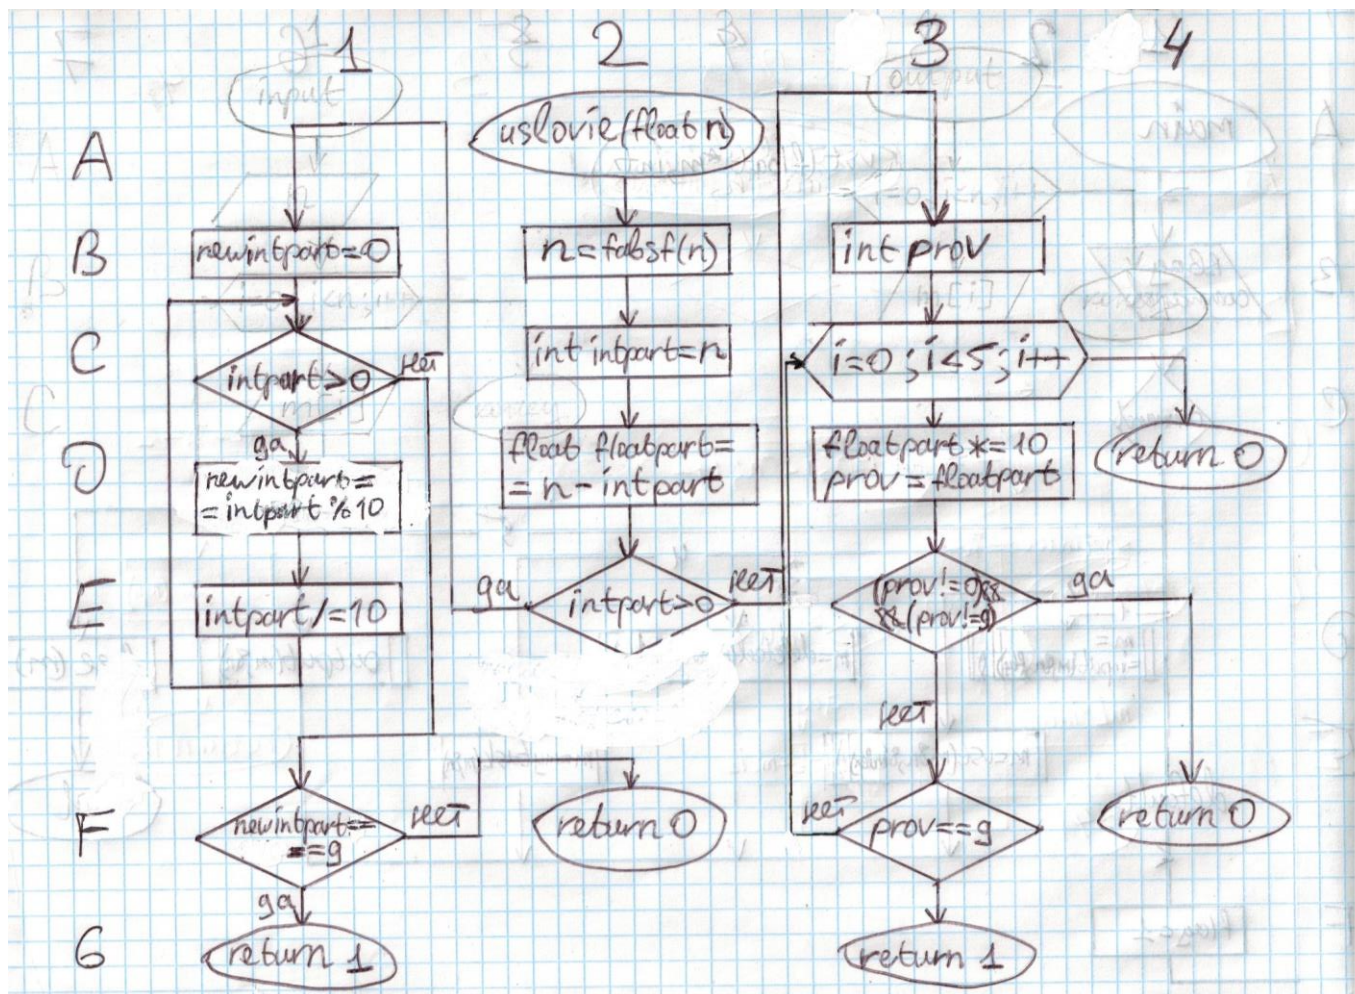 1 2 3 4
A
uslovie(float n)
B
newintpart=0
n=fabsf(n)
int prov
C
intpart>0
нет
да
int intpart=n
i=0; i<5; i++
D
newintpart=
=intpart%10
float floatpart=
=n-intpart
floatpart*=10
prov=floatpart
return 0
E
intpart/=10
да
intpart>0
нет
(prov!=0)&&
&&(prov!=9)
да
нет
F
newintpart==
==9
нет
да
return 0
нет
prov==9
return 0
G
return 1
return 1